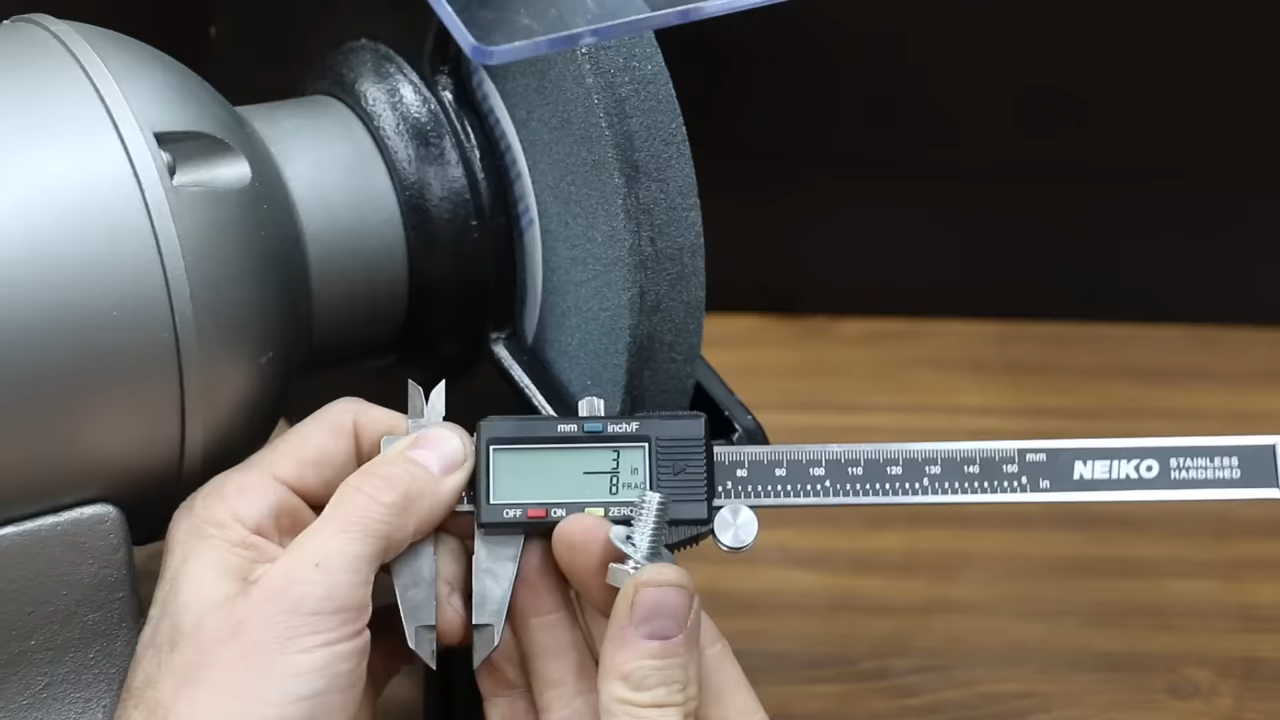 mm inch/F
3
in
8 FRAC
OFF ON ZERO
80 90 100 110 120 130 140 150 mm
3 4 5 6 in
NEIKO STAINLESS
HARDENED